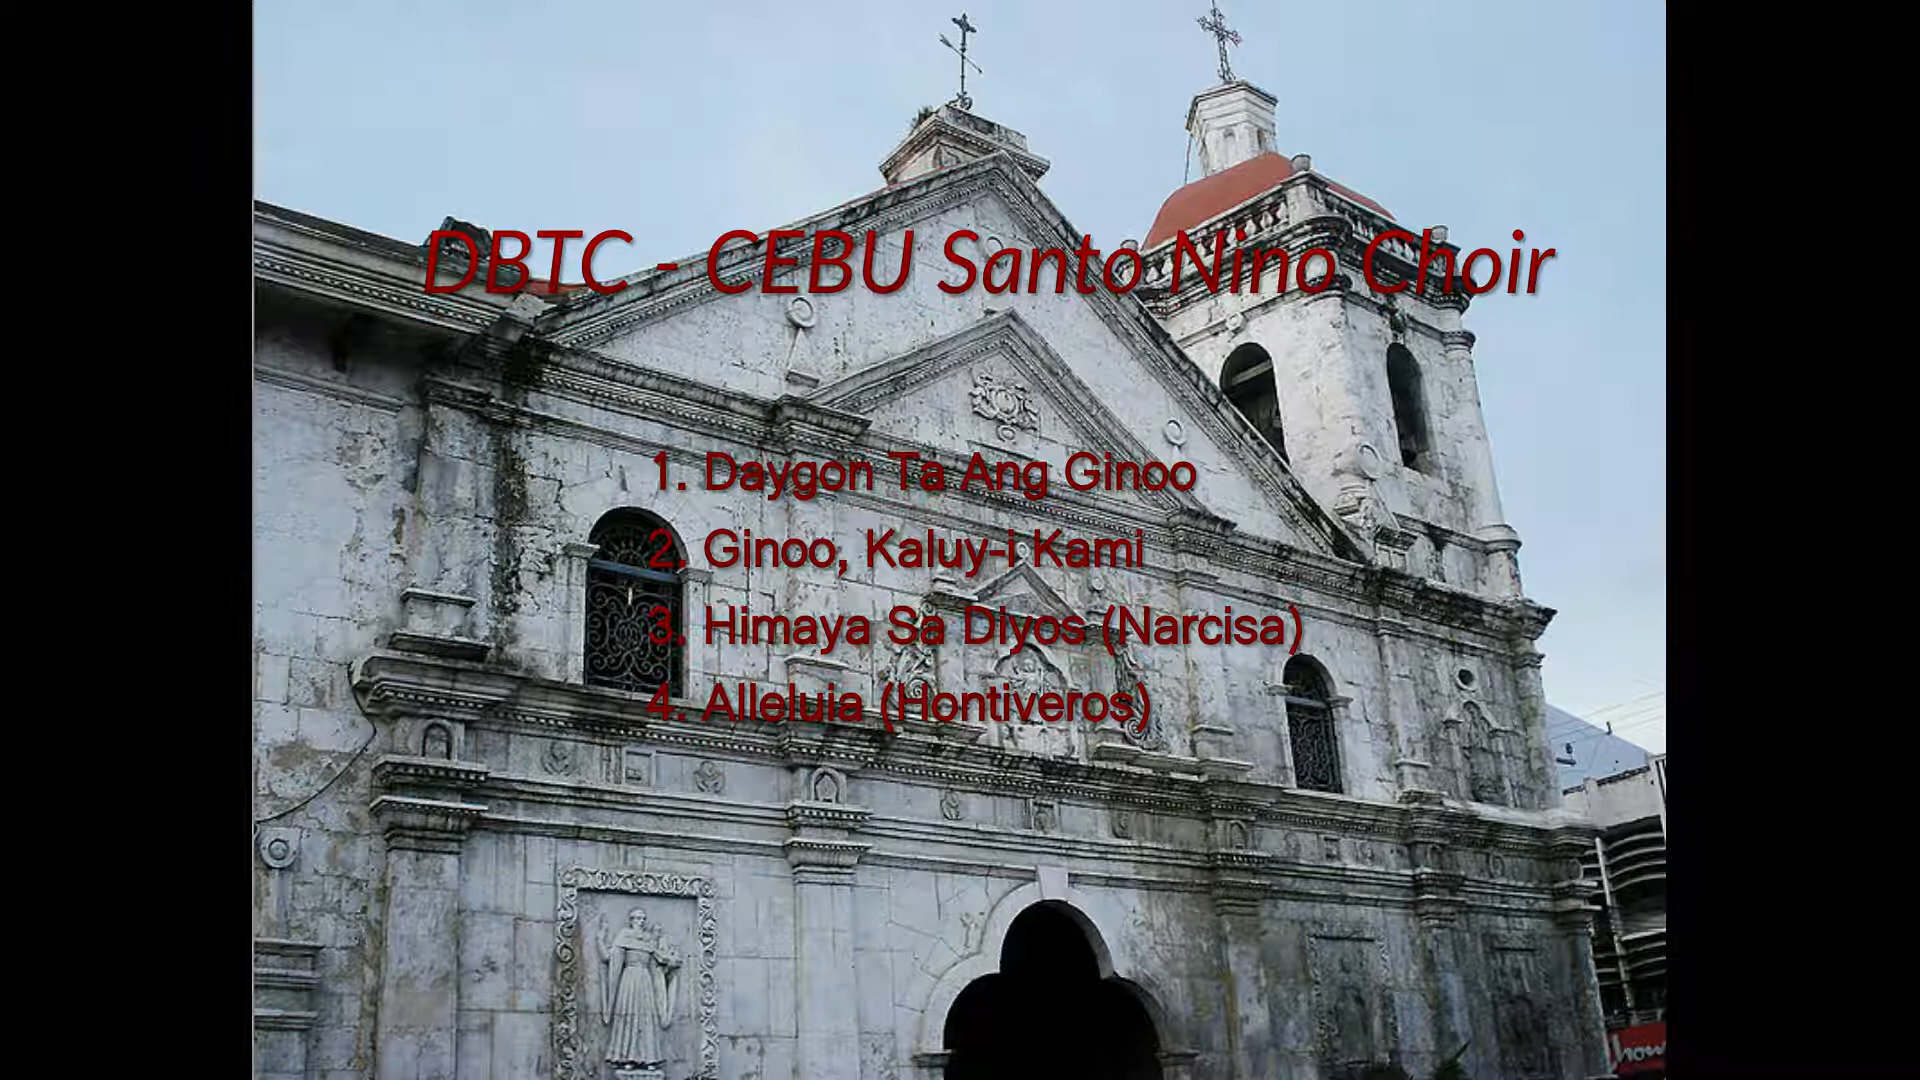 DBTC - CEBU Santo Nino Choir
1. Daygon Ta Ang Ginoo
2. Ginoo, Kaluy-i Kami
3. Himaya Sa Diyos (Narcisa)
4. Alleluia (Hontiveros)